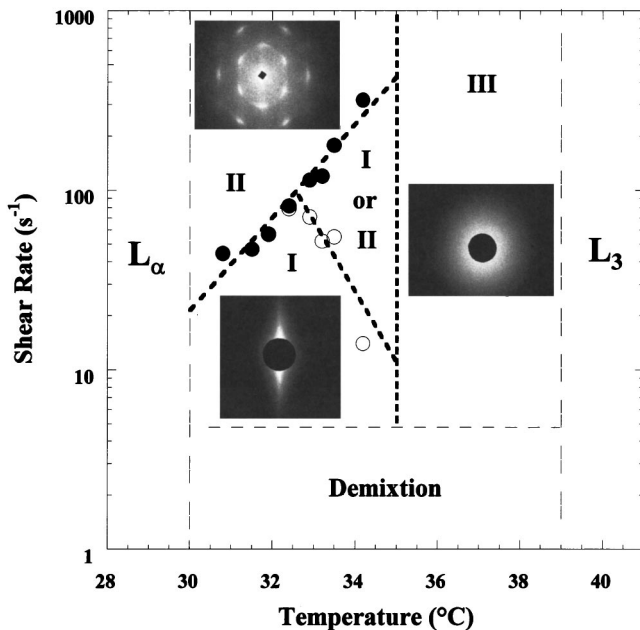 1000
III
I
or
II
II
100
I
Lα
L3
Shear Rate (s-1)
10
Demixtion
1
28 30 32 34 36 38 40
Temperature (°C)